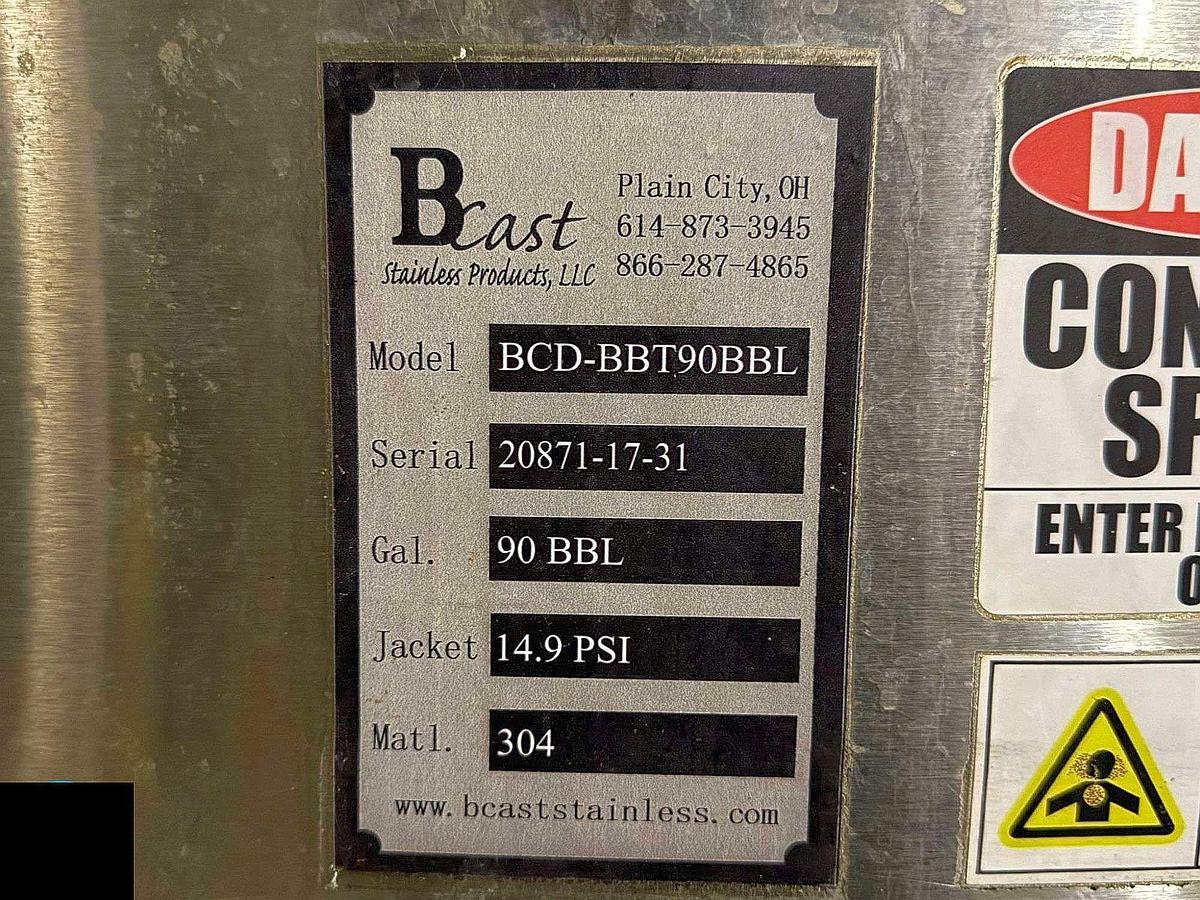 BCast
Stainless Products, LLC
Plain City, OH
614-873-3945
866-287-4865
Model BCD-BBT90BBL
Serial 20871-17-31
Gal. 90 BBL
Jacket 14.9 PSI
Matl. 304
www.bcaststainless.com
ENTER